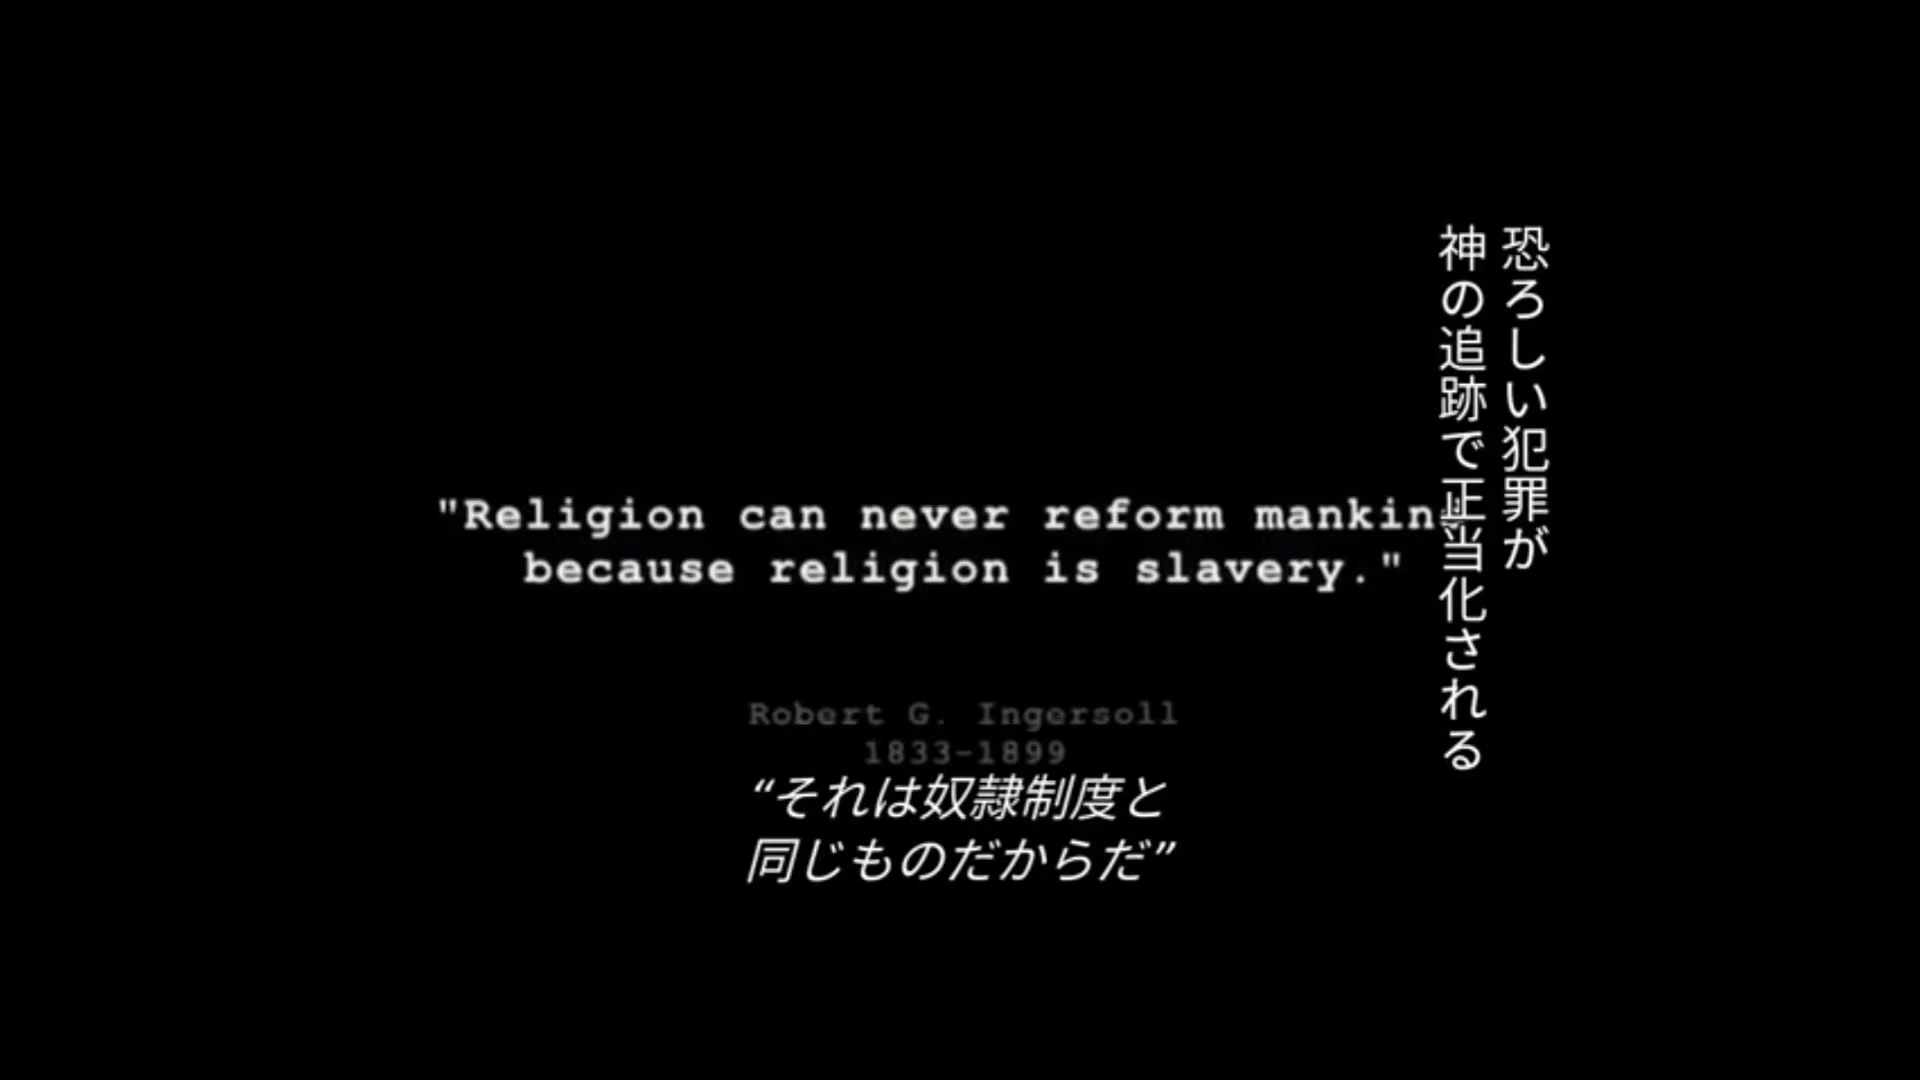 "Religion can never reform mankin
because religion is slavery."
Robert G. Ingersoll
1833-1899
“それは奴隷制度と
同じものだからだ”
恐ろしい犯罪が
神の追跡で正当化される